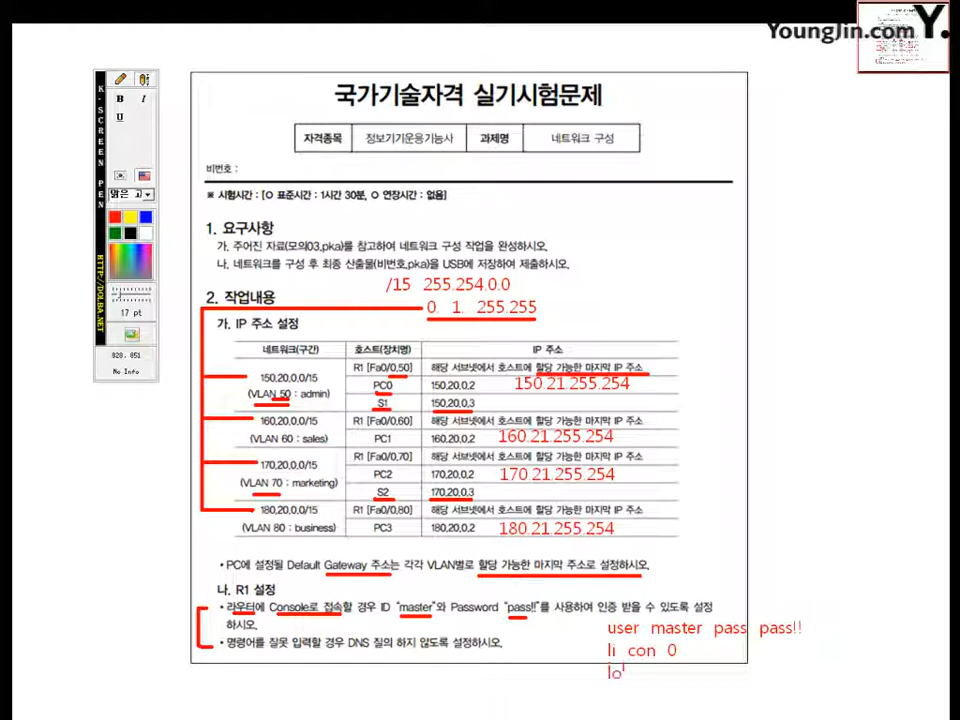 YoungJin.com Y.
K-SCREEN PEN
B I
U
맑은 고
17 pt
828, 851
No Info
HTTP://DOLBA.NET
국가기술자격 실기시험문제
자격종목 정보기기운용기능사 과제명 네트워크 구성
비번호 :
※ 시험시간 : [O 표준시간 : 1시간 30분, O 연장시간 : 없음]
1. 요구사항
가. 주어진 자료(모의03.pka)를 참고하여 네트워크 구성 작업을 완성하시오.
나. 네트워크를 구성 후 최종 산출물(비번호.pka)을 USB에 저장하여 제출하시오.
/15 255.254.0.0
2. 작업내용
0. 1. 255.255
가. IP 주소 설정
네트워크(구간) 호스트(장치명) IP 주소
150.20.0.0/15
(VLAN 50 : admin)
R1 [Fa0/0.50] 해당 서브넷에서 호스트에 할당 가능한 마지막 IP 주소
PC0 150.20.0.2 150.21.255.254
S1 150.20.0.3
160.20.0.0/15
(VLAN 60 : sales)
R1 [Fa0/0.60] 해당 서브넷에서 호스트에 할당 가능한 마지막 IP 주소
PC1 160.20.0.2 160.21.255.254
170.20.0.0/15
(VLAN 70 : marketing)
R1 [Fa0/0.70] 해당 서브넷에서 호스트에 할당 가능한 마지막 IP 주소
PC2 170.20.0.2 170.21.255.254
S2 170.20.0.3
180.20.0.0/15
(VLAN 80 : business)
R1 [Fa0/0.80] 해당 서브넷에서 호스트에 할당 가능한 마지막 IP 주소
PC3 180.20.0.2 180.21.255.254
• PC에 설정될 Default Gateway 주소는 각각 VLAN별로 할당 가능한 마지막 주소로 설정하시오.
나. R1 설정
• 라우터에 Console로 접속할 경우 ID "master"와 Password "pass!!"를 사용하여 인증 받을 수 있도록 설정
하시오.
user master pass pass!!
• 명령어를 잘못 입력할 경우 DNS 질의 하지 않도록 설정하시오.
li con 0
lo